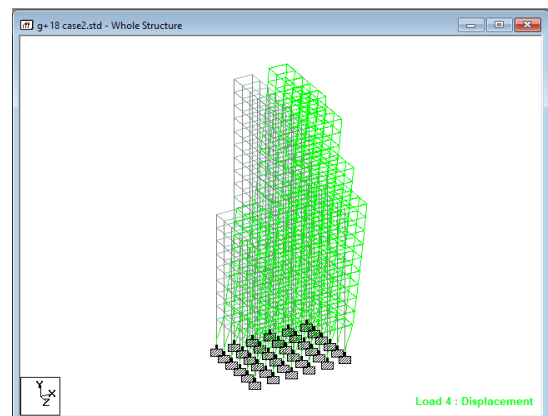 g+18 case2.std - Whole Structure
Y
X
Z
Load 4 : Displacement